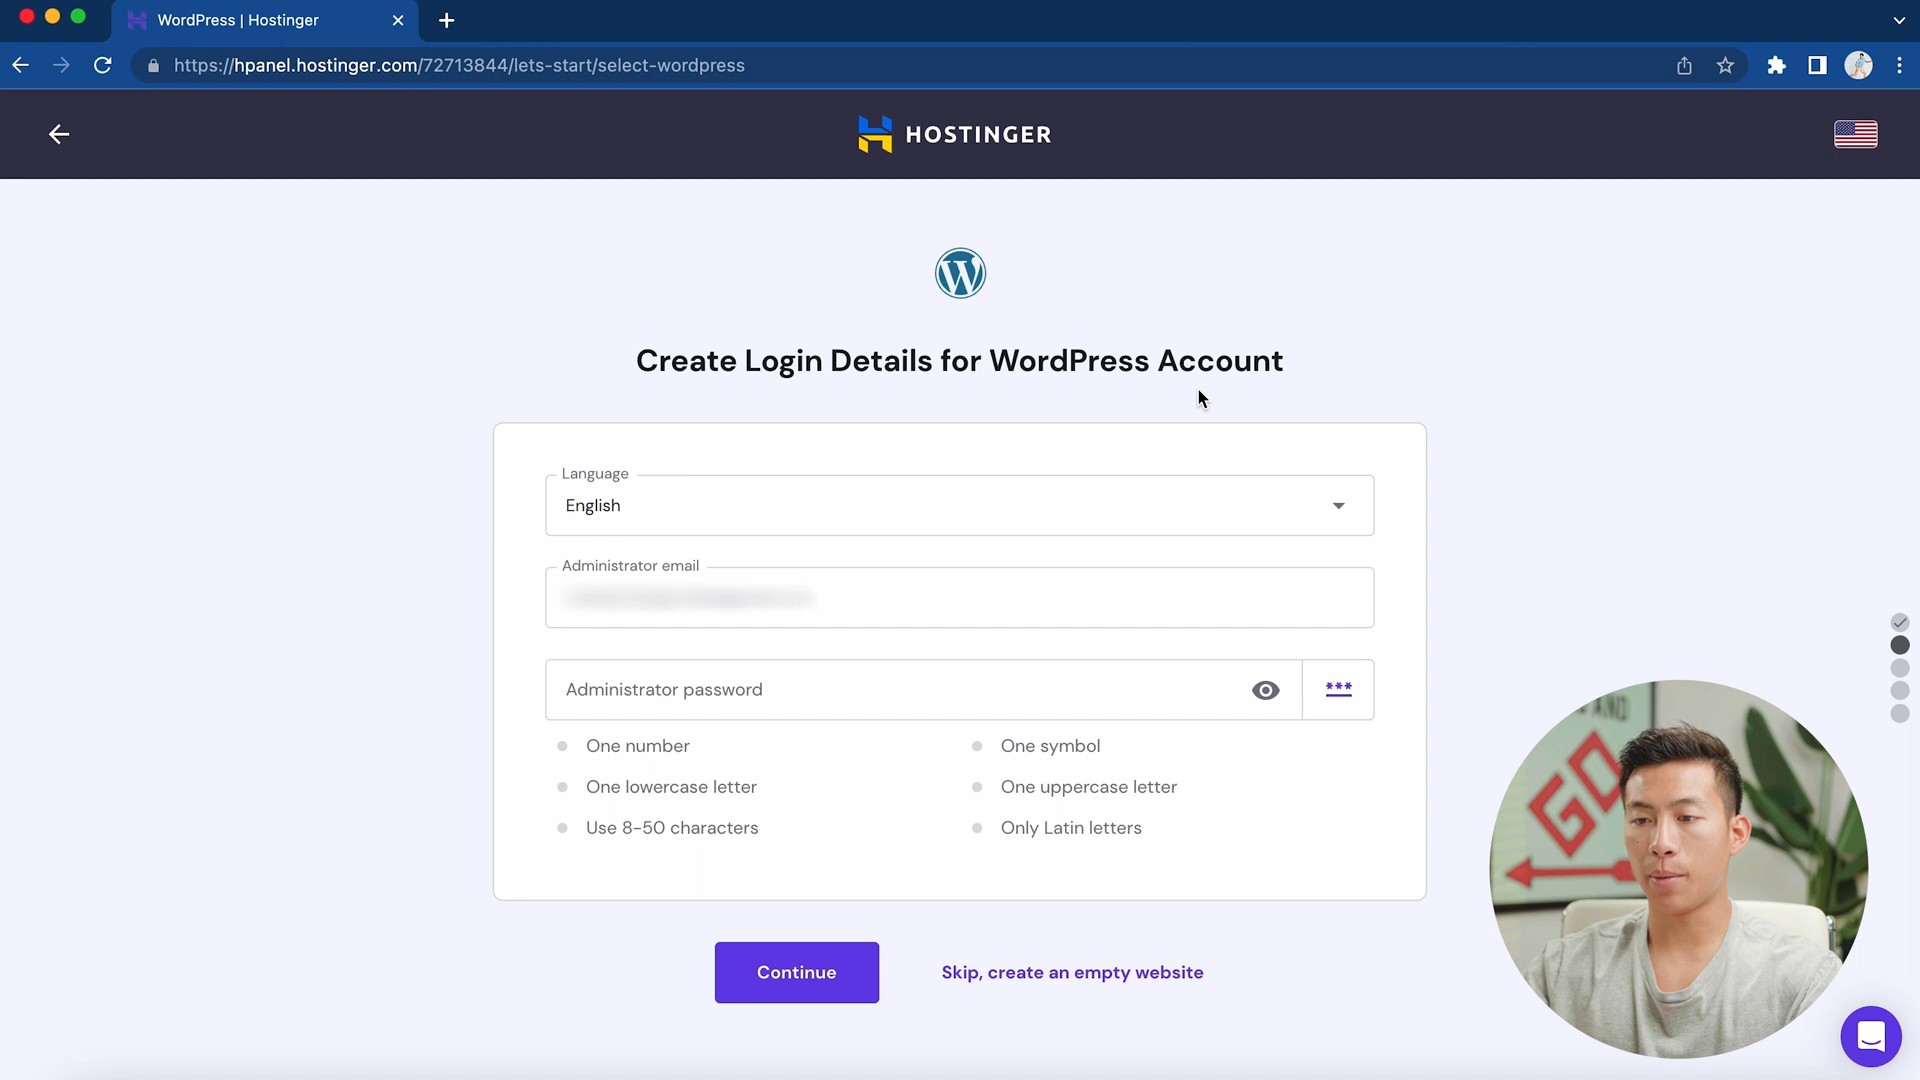 WordPress | Hostinger
https://hpanel.hostinger.com/72713844/lets-start/select-wordpress
HOSTINGER
Create Login Details for WordPress Account
Language
English
Administrator email
Administrator password
***
One number
One symbol
One lowercase letter
One uppercase letter
Use 8-50 characters
Only Latin letters
Continue
Skip, create an empty website
AND
GO